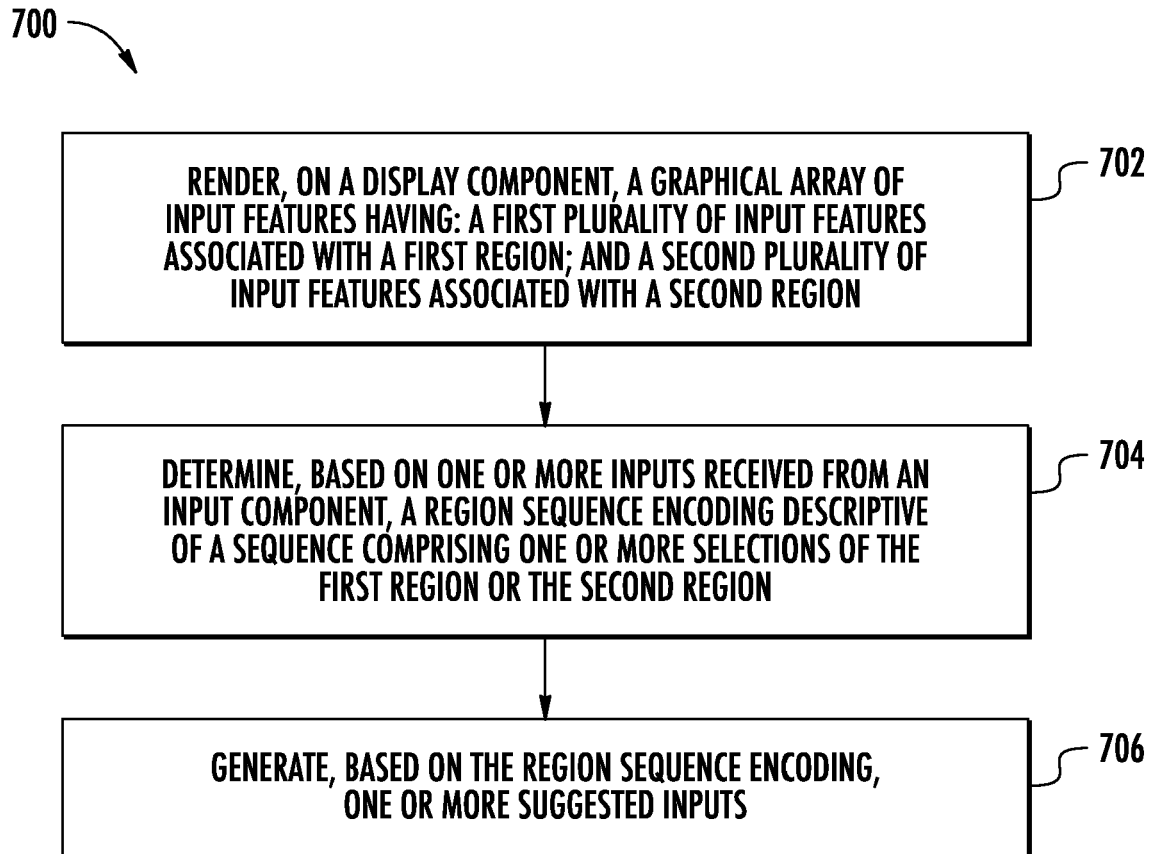 700
RENDER, ON A DISPLAY COMPONENT, A GRAPHICAL ARRAY OF
INPUT FEATURES HAVING: A FIRST PLURALITY OF INPUT FEATURES
ASSOCIATED WITH A FIRST REGION; AND A SECOND PLURALITY OF
INPUT FEATURES ASSOCIATED WITH A SECOND REGION
702
DETERMINE, BASED ON ONE OR MORE INPUTS RECEIVED FROM AN
INPUT COMPONENT, A REGION SEQUENCE ENCODING DESCRIPTIVE
OF A SEQUENCE COMPRISING ONE OR MORE SELECTIONS OF THE
FIRST REGION OR THE SECOND REGION
704
GENERATE, BASED ON THE REGION SEQUENCE ENCODING,
ONE OR MORE SUGGESTED INPUTS
706